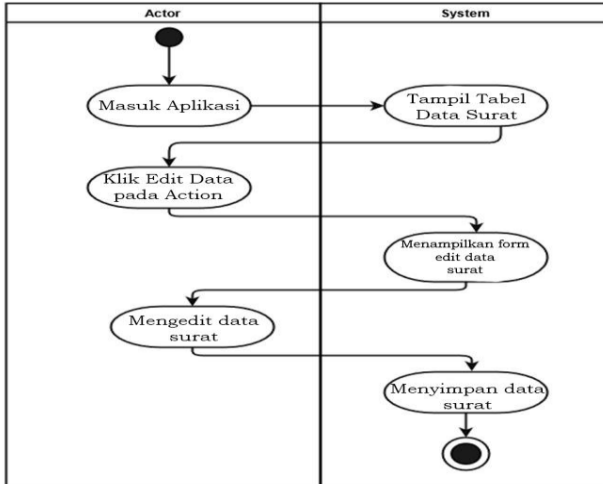 Actor
System
Masuk Aplikasi
Tampil Tabel
Data Surat
Klik Edit Data
pada Action
Menampilkan form
edit data
surat
Mengedit data
surat
Menyimpan data
surat